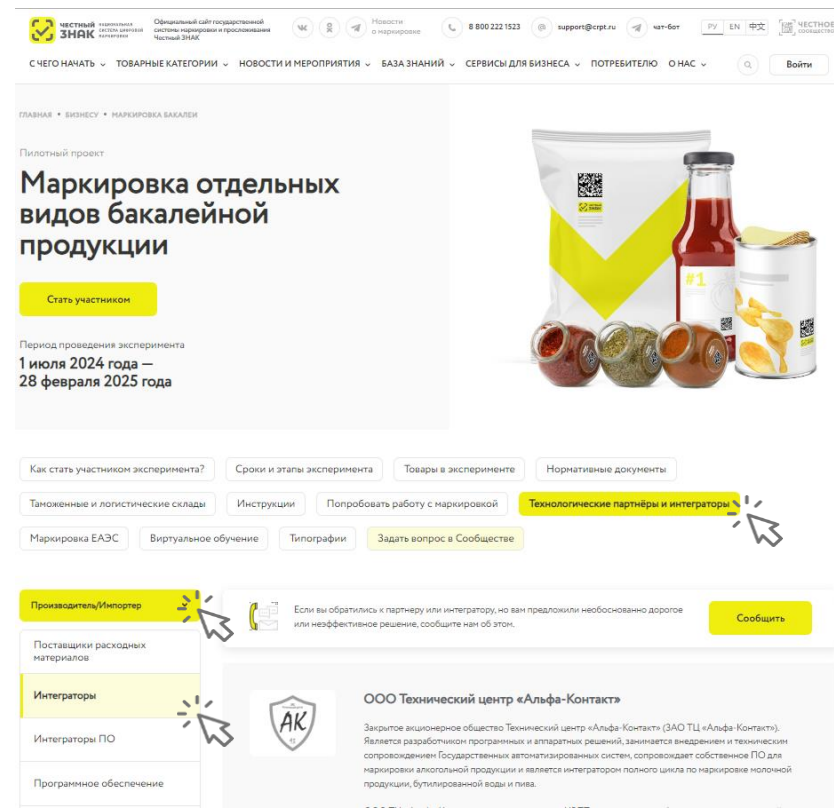 ЧЕСТНЫЙ ЗНАК
НАЦИОНАЛЬНАЯ СИСТЕМА ЦИФРОВОЙ МАРКИРОВКИ
Официальный сайт государственной
системы маркировки и прослеживания
Честный ЗНАК
Новости
о маркировке
8 800 222 1523
support@crpt.ru
чат-бот
РУ EN 中文
ЧЕСТНОЕ
СООБЩЕСТВО
С ЧЕГО НАЧАТЬ ТОВАРНЫЕ КАТЕГОРИИ НОВОСТИ И МЕРОПРИЯТИЯ БАЗА ЗНАНИЙ СЕРВИСЫ ДЛЯ БИЗНЕСА ПОТРЕБИТЕЛЮ О НАС Войти
ГЛАВНАЯ • БИЗНЕСУ • МАРКИРОВКА БАКАЛЕИ
Пилотный проект
Маркировка отдельных
видов бакалейной
продукции
Стать участником
Период проведения эксперимента
1 июля 2024 года —
28 февраля 2025 года
#1
Как стать участником эксперимента? Сроки и этапы эксперимента Товары в эксперименте Нормативные документы
Таможенные и логистические склады Инструкции Попробовать работу с маркировкой Технологические партнёры и интеграторы
Маркировка ЕАЭС Виртуальное обучение Типографии Задать вопрос в Сообществе
Производитель/Импортер
Поставщики расходных
материалов
Интеграторы
Интеграторы ПО
Программное обеспечение
Если вы обратились к партнеру или интегратору, но вам предложили необоснованно дорогое
или неэффективное решение, сообщите нам об этом.
Сообщить
АК
ООО Технический центр «Альфа-Контакт»
Закрытое акционерное общество Технический центр «Альфа-Контакт» (ЗАО ТЦ «Альфа-Контакт»).
Является разработчиком программных и аппаратных решений, занимается внедрением и техническим
сопровождением Государственных автоматизированных систем, сопровождает собственное ПО для
маркировки алкогольной продукции и является интегратором полного цикла по маркировке молочной
продукции, бутилированной воды и пива.